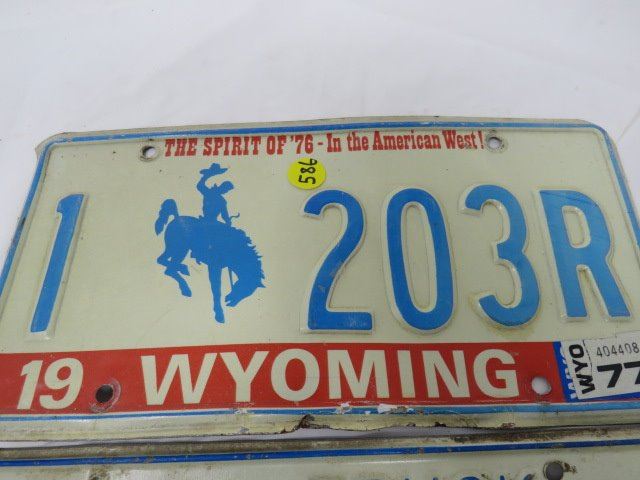 THE SPIRIT OF '76 - In the American West!
586
1 203R
19 WYOMING
WYO 404408
77